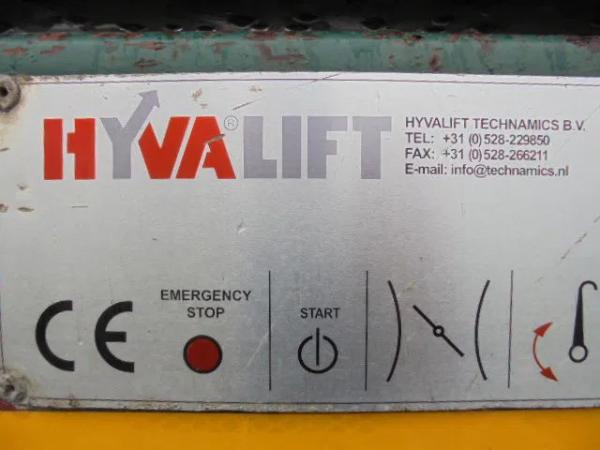 HYVALIFT®
HYVALIFT TECHNAMICS B.V.
TEL: +31 (0)528-229850
FAX: +31 (0)528-266211
E-mail: info@technamics.nl
CE
EMERGENCY
STOP
START